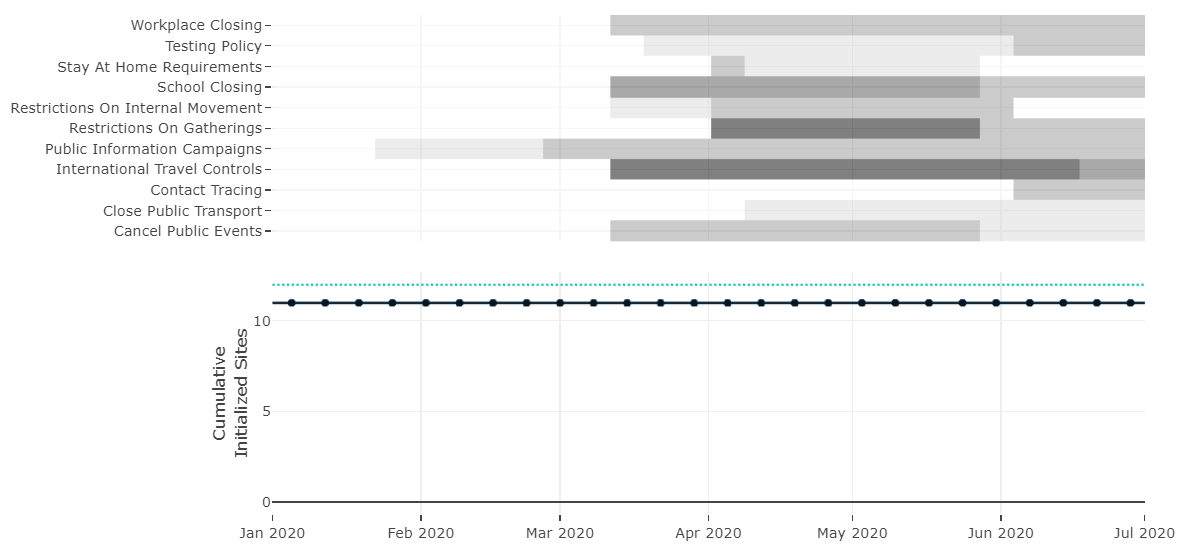 Workplace Closing
Testing Policy
Stay At Home Requirements
School Closing
Restrictions On Internal Movement
Restrictions On Gatherings
Public Information Campaigns
International Travel Controls
Contact Tracing
Close Public Transport
Cancel Public Events
10
5
0
Cumulative
Initialized Sites
Jan 2020 Feb 2020 Mar 2020 Apr 2020 May 2020 Jun 2020 Jul 2020